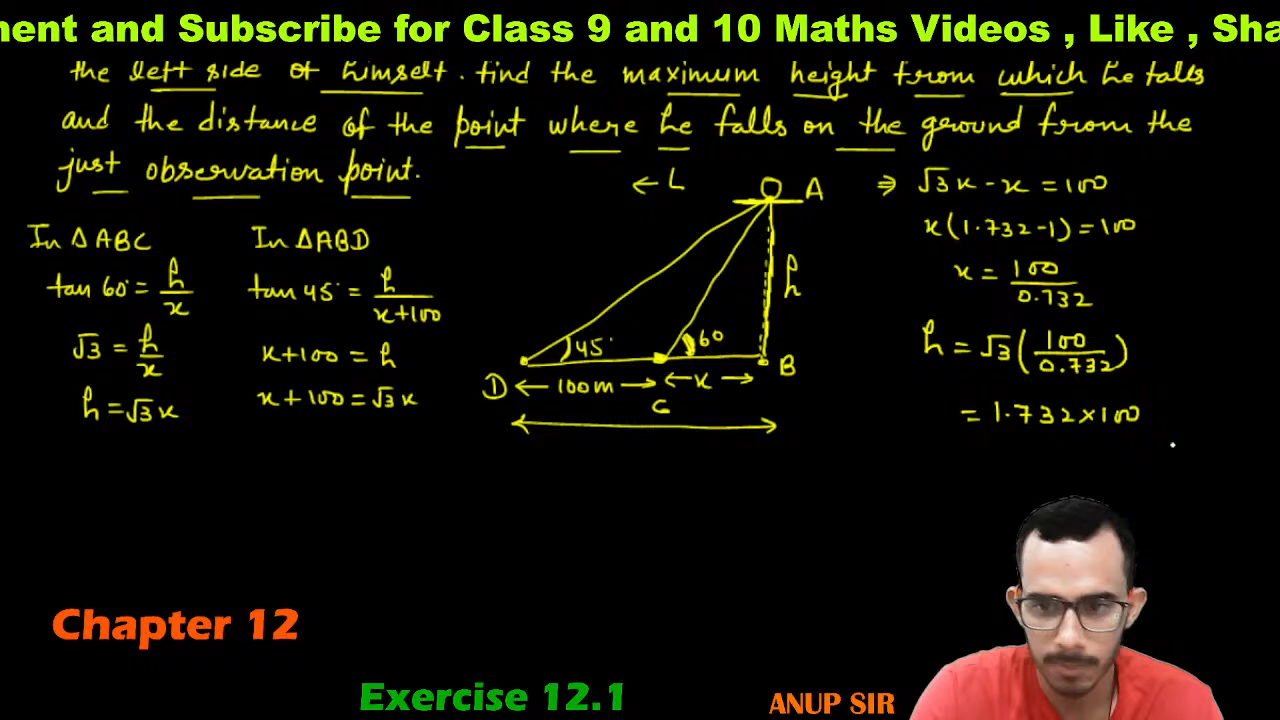 ment and Subscribe for Class 9 and 10 Maths Videos , Like , Sha
the left side of himself. find the maximum height from which he falls
and the distance of the point where he falls on the ground from the
just observation point.
In △ABC
tan 60° = h/x
√3 = h/x
h = √3x
In △ABD
tan 45° = h/x+100
x+100 = h
x+100 = √3x
← L
A
h
45°
60
D
100m
x
B
C
⇒ √3x - x = 100
x(1.732-1) = 100
x = 100/0.732
h = √3(100/0.732)
= 1.732×100
Chapter 12
Exercise 12.1
ANUP SIR